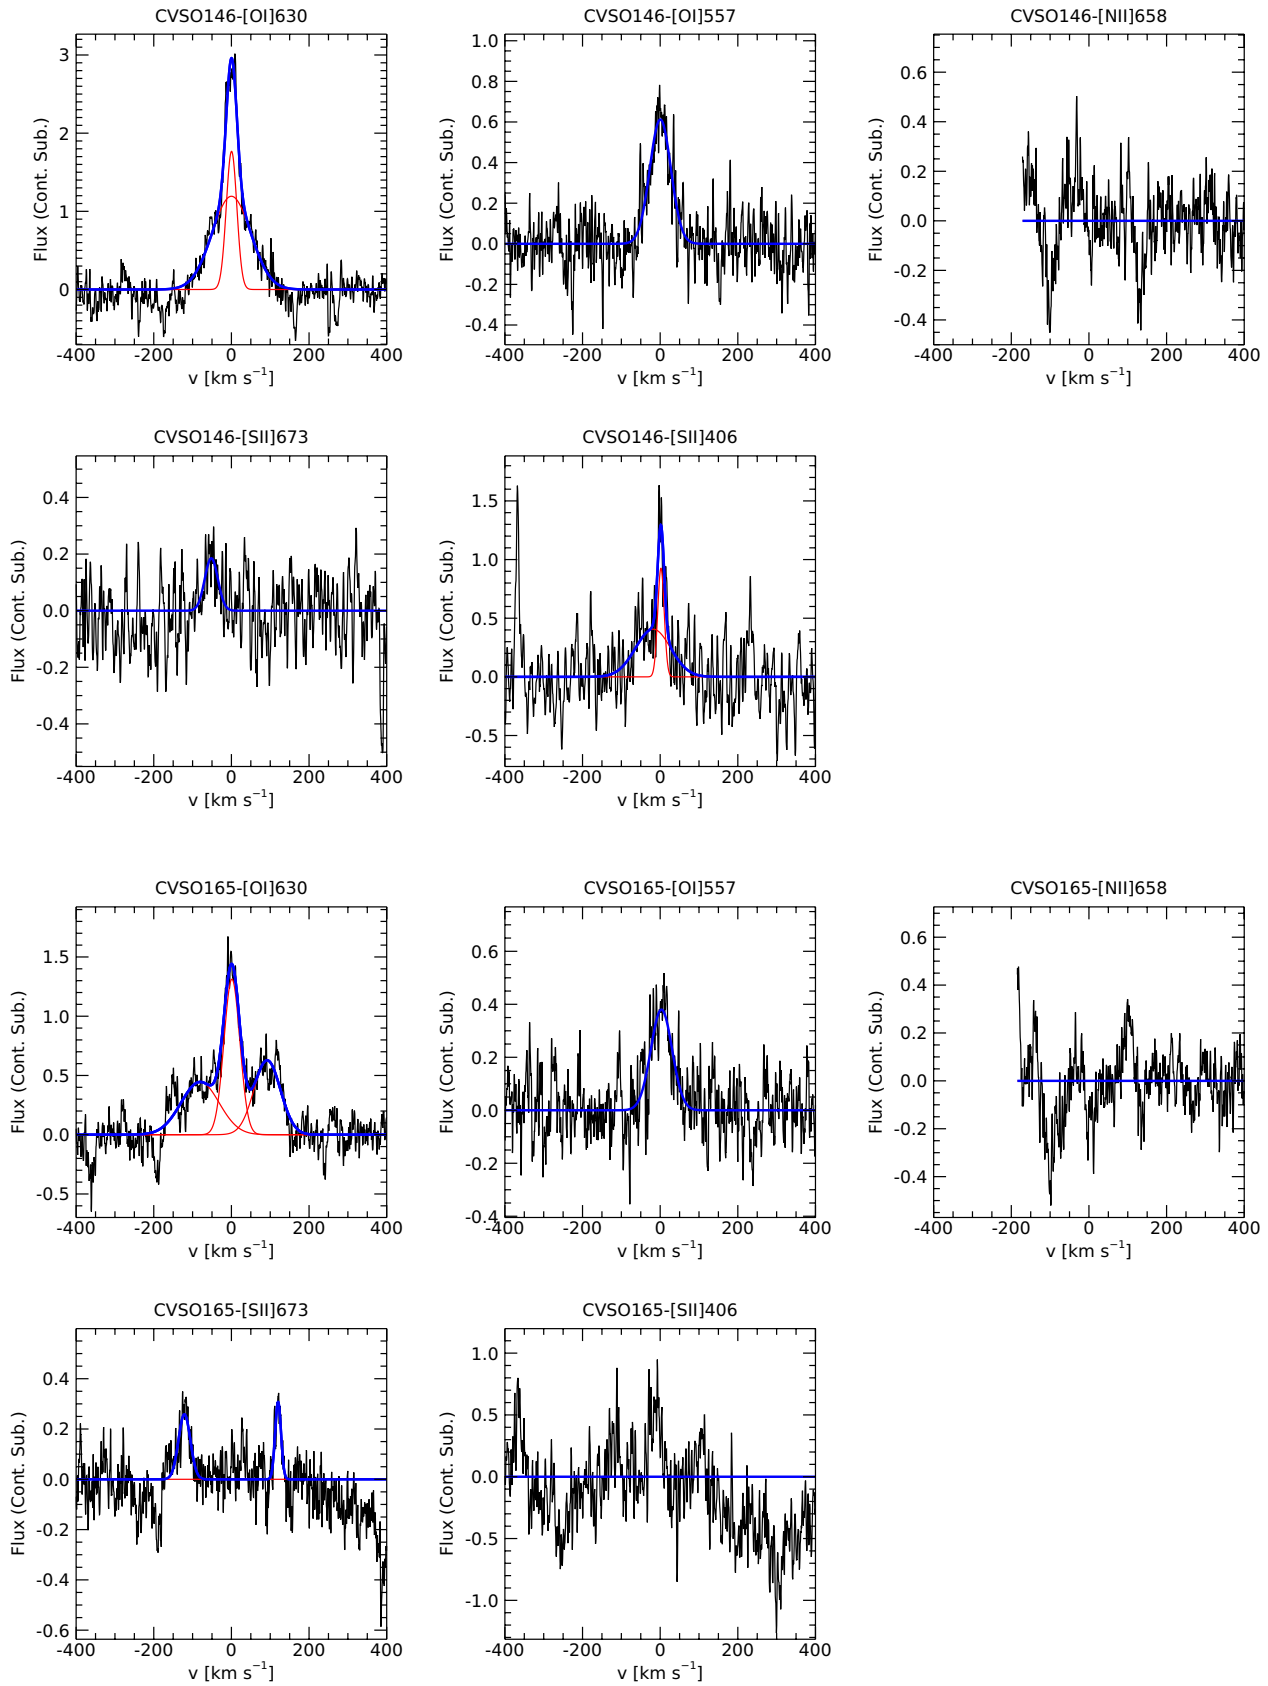 CVSO146-[OI]630
CVSO146-[OI]557
CVSO146-[NII]658
Flux (Cont. Sub.)
3
2
1
0
-400 -200 0 200 400
v [km s⁻¹]
Flux (Cont. Sub.)
1.0
0.8
0.6
0.4
0.2
0.0
-0.2
-0.4
-400 -200 0 200 400
v [km s⁻¹]
Flux (Cont. Sub.)
0.6
0.4
0.2
0.0
-0.2
-0.4
-400 -200 0 200 400
v [km s⁻¹]
CVSO146-[SII]673
CVSO146-[SII]406
Flux (Cont. Sub.)
0.4
0.2
0.0
-0.2
-0.4
-400 -200 0 200 400
v [km s⁻¹]
Flux (Cont. Sub.)
1.5
1.0
0.5
0.0
-0.5
-400 -200 0 200 400
v [km s⁻¹]
CVSO165-[OI]630
CVSO165-[OI]557
CVSO165-[NII]658
Flux (Cont. Sub.)
1.5
1.0
0.5
0.0
-0.5
-400 -200 0 200 400
v [km s⁻¹]
Flux (Cont. Sub.)
0.6
0.4
0.2
0.0
-0.2
-0.4
-400 -200 0 200 400
v [km s⁻¹]
Flux (Cont. Sub.)
0.6
0.4
0.2
0.0
-0.2
-0.4
-400 -200 0 200 400
v [km s⁻¹]
CVSO165-[SII]673
CVSO165-[SII]406
Flux (Cont. Sub.)
0.4
0.2
0.0
-0.2
-0.4
-0.6
-400 -200 0 200 400
v [km s⁻¹]
Flux (Cont. Sub.)
1.0
0.5
0.0
-0.5
-1.0
-400 -200 0 200 400
v [km s⁻¹]